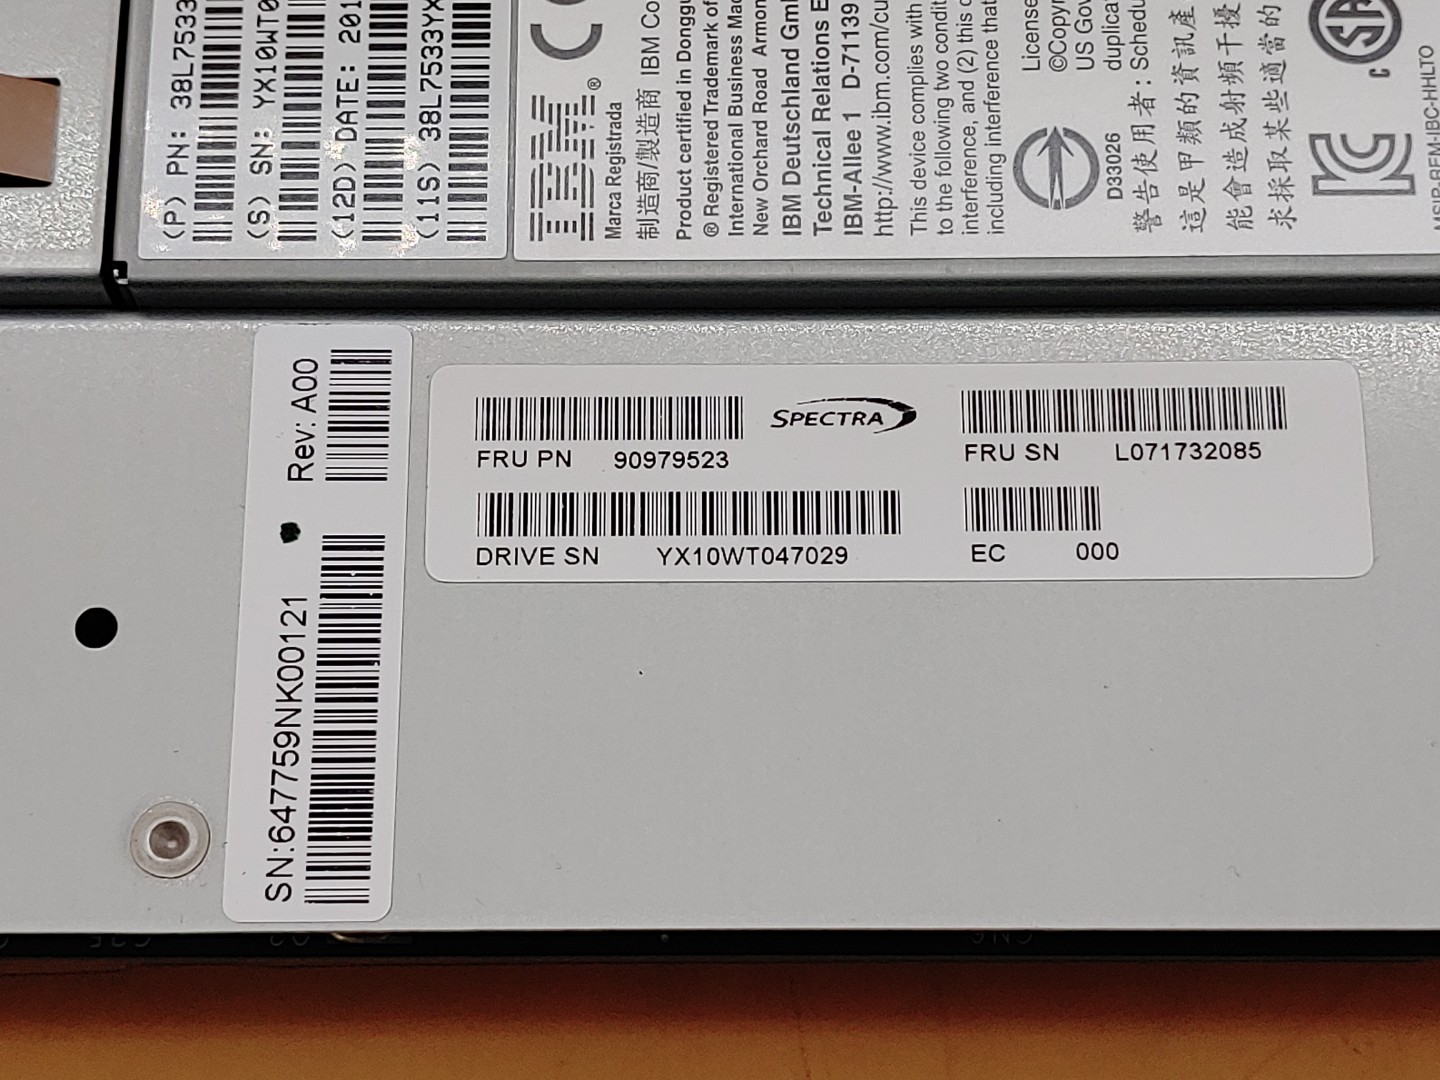 (P) PN: 38L7533
(S) SN: YX10WT0
(12D) DATE: 201
(11S) 38L7533YX
IBM®
Marca Registrada
制造商/製造商 IBM Co
Product certified in Donggu
® Registered Trademark of
International Business Mac
New Orchard Road Armon
IBM Deutschland Gm
Technical Relations E
IBM-Allee 1 D-71139
http://www.ibm.com/cu
This device complies with
to the following two condit
interference, and (2) this d
including interference that
License
©Copyr
US Gov
duplicat
: Schedu
D33026
警告使用者:
這是甲類的資訊產
能會造成射頻干擾
求採取某些適當的
Rev: A00
SN:647759NK00121
SPECTRA
FRU PN 90979523
FRU SN L071732085
DRIVE SN YX10WT047029
EC 000